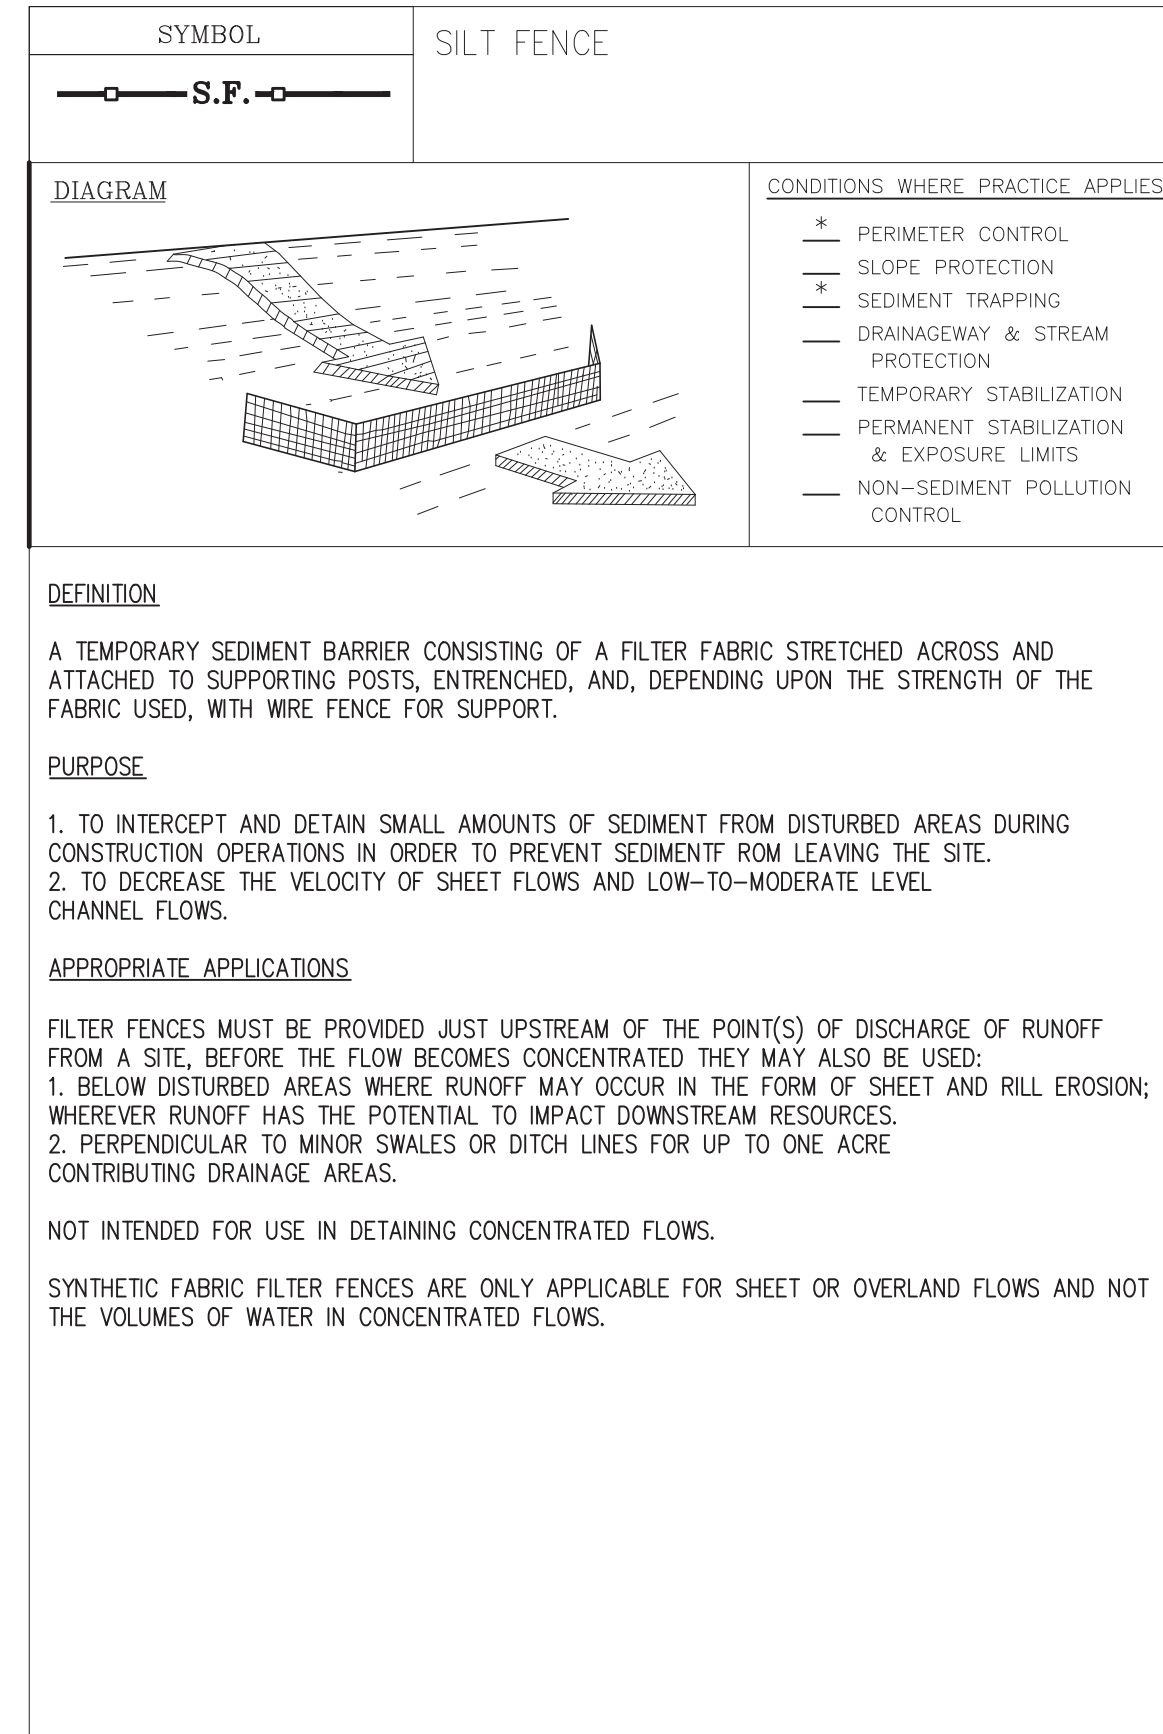 SYMBOL
SILT FENCE
S.F.
DIAGRAM
CONDITIONS WHERE PRACTICE APPLIES
* PERIMETER CONTROL
SLOPE PROTECTION
* SEDIMENT TRAPPING
DRAINAGEWAY & STREAM
PROTECTION
TEMPORARY STABILIZATION
PERMANENT STABILIZATION
& EXPOSURE LIMITS
NON-SEDIMENT POLLUTION
CONTROL
DEFINITION
A TEMPORARY SEDIMENT BARRIER CONSISTING OF A FILTER FABRIC STRETCHED ACROSS AND
ATTACHED TO SUPPORTING POSTS, ENTRENCHED, AND, DEPENDING UPON THE STRENGTH OF THE
FABRIC USED, WITH WIRE FENCE FOR SUPPORT.
PURPOSE
1. TO INTERCEPT AND DETAIN SMALL AMOUNTS OF SEDIMENT FROM DISTURBED AREAS DURING
CONSTRUCTION OPERATIONS IN ORDER TO PREVENT SEDIMENTF ROM LEAVING THE SITE.
2. TO DECREASE THE VELOCITY OF SHEET FLOWS AND LOW-TO-MODERATE LEVEL
CHANNEL FLOWS.
APPROPRIATE APPLICATIONS
FILTER FENCES MUST BE PROVIDED JUST UPSTREAM OF THE POINT(S) OF DISCHARGE OF RUNOFF
FROM A SITE, BEFORE THE FLOW BECOMES CONCENTRATED THEY MAY ALSO BE USED:
1. BELOW DISTURBED AREAS WHERE RUNOFF MAY OCCUR IN THE FORM OF SHEET AND RILL EROSION;
WHEREVER RUNOFF HAS THE POTENTIAL TO IMPACT DOWNSTREAM RESOURCES.
2. PERPENDICULAR TO MINOR SWALES OR DITCH LINES FOR UP TO ONE ACRE
CONTRIBUTING DRAINAGE AREAS.
NOT INTENDED FOR USE IN DETAINING CONCENTRATED FLOWS.
SYNTHETIC FABRIC FILTER FENCES ARE ONLY APPLICABLE FOR SHEET OR OVERLAND FLOWS AND NOT
THE VOLUMES OF WATER IN CONCENTRATED FLOWS.